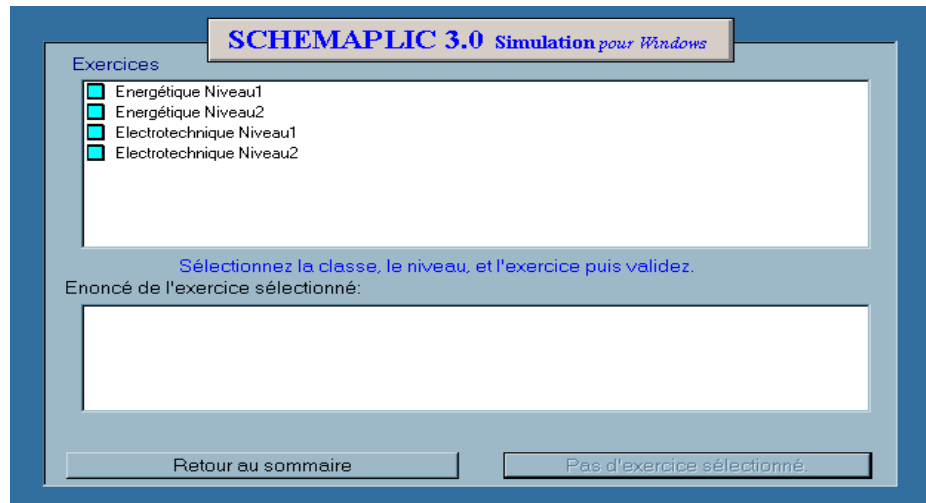 SCHEMAPLIC 3.0 Simulation pour Windows
Exercices
Energétique Niveau1
Energétique Niveau2
Electrotechnique Niveau1
Electrotechnique Niveau2
Sélectionnez la classe, le niveau, et l'exercice puis validez.
Enoncé de l'exercice sélectionné:
Retour au sommaire
Pas d'exercice sélectionné.